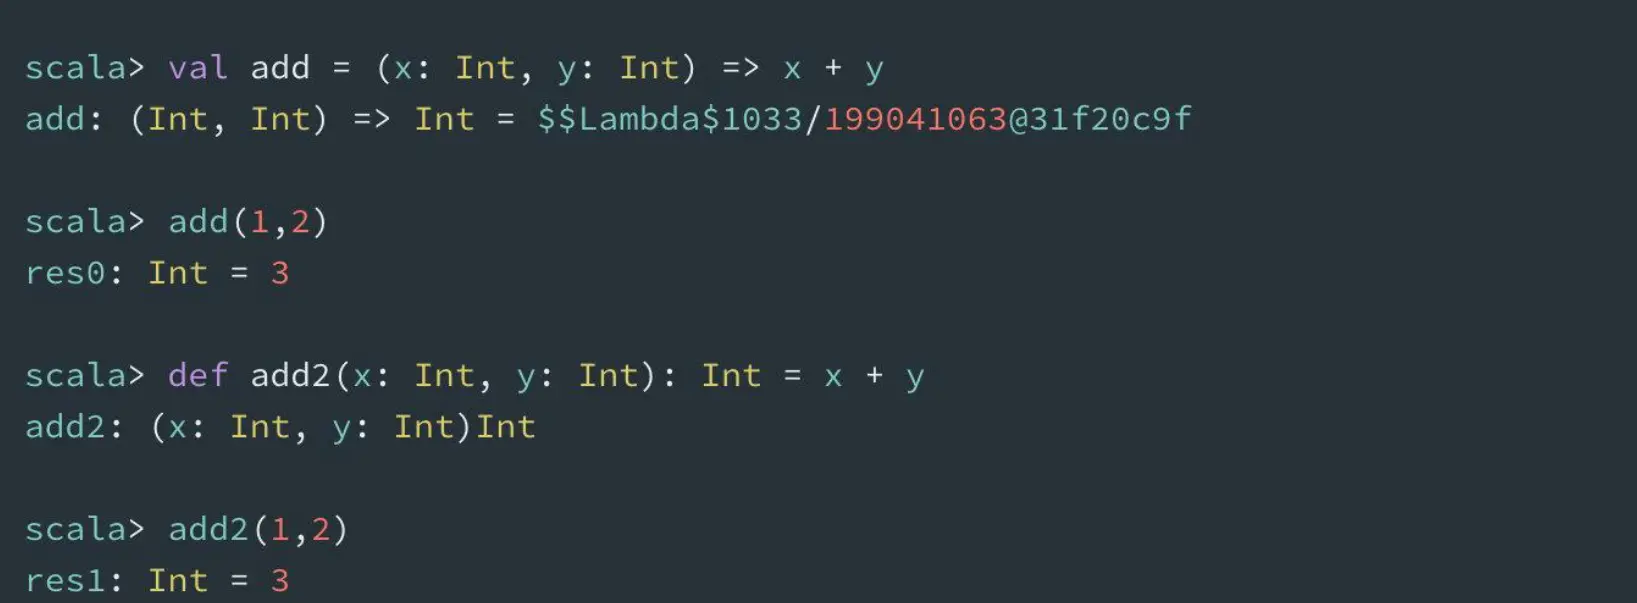 scala> val add = (x: Int, y: Int) => x + y
add: (Int, Int) => Int = $$Lambda$1033/199041063@31f20c9f
scala> add(1,2)
res0: Int = 3
scala> def add2(x: Int, y: Int): Int = x + y
add2: (x: Int, y: Int)Int
scala> add2(1,2)
res1: Int = 3